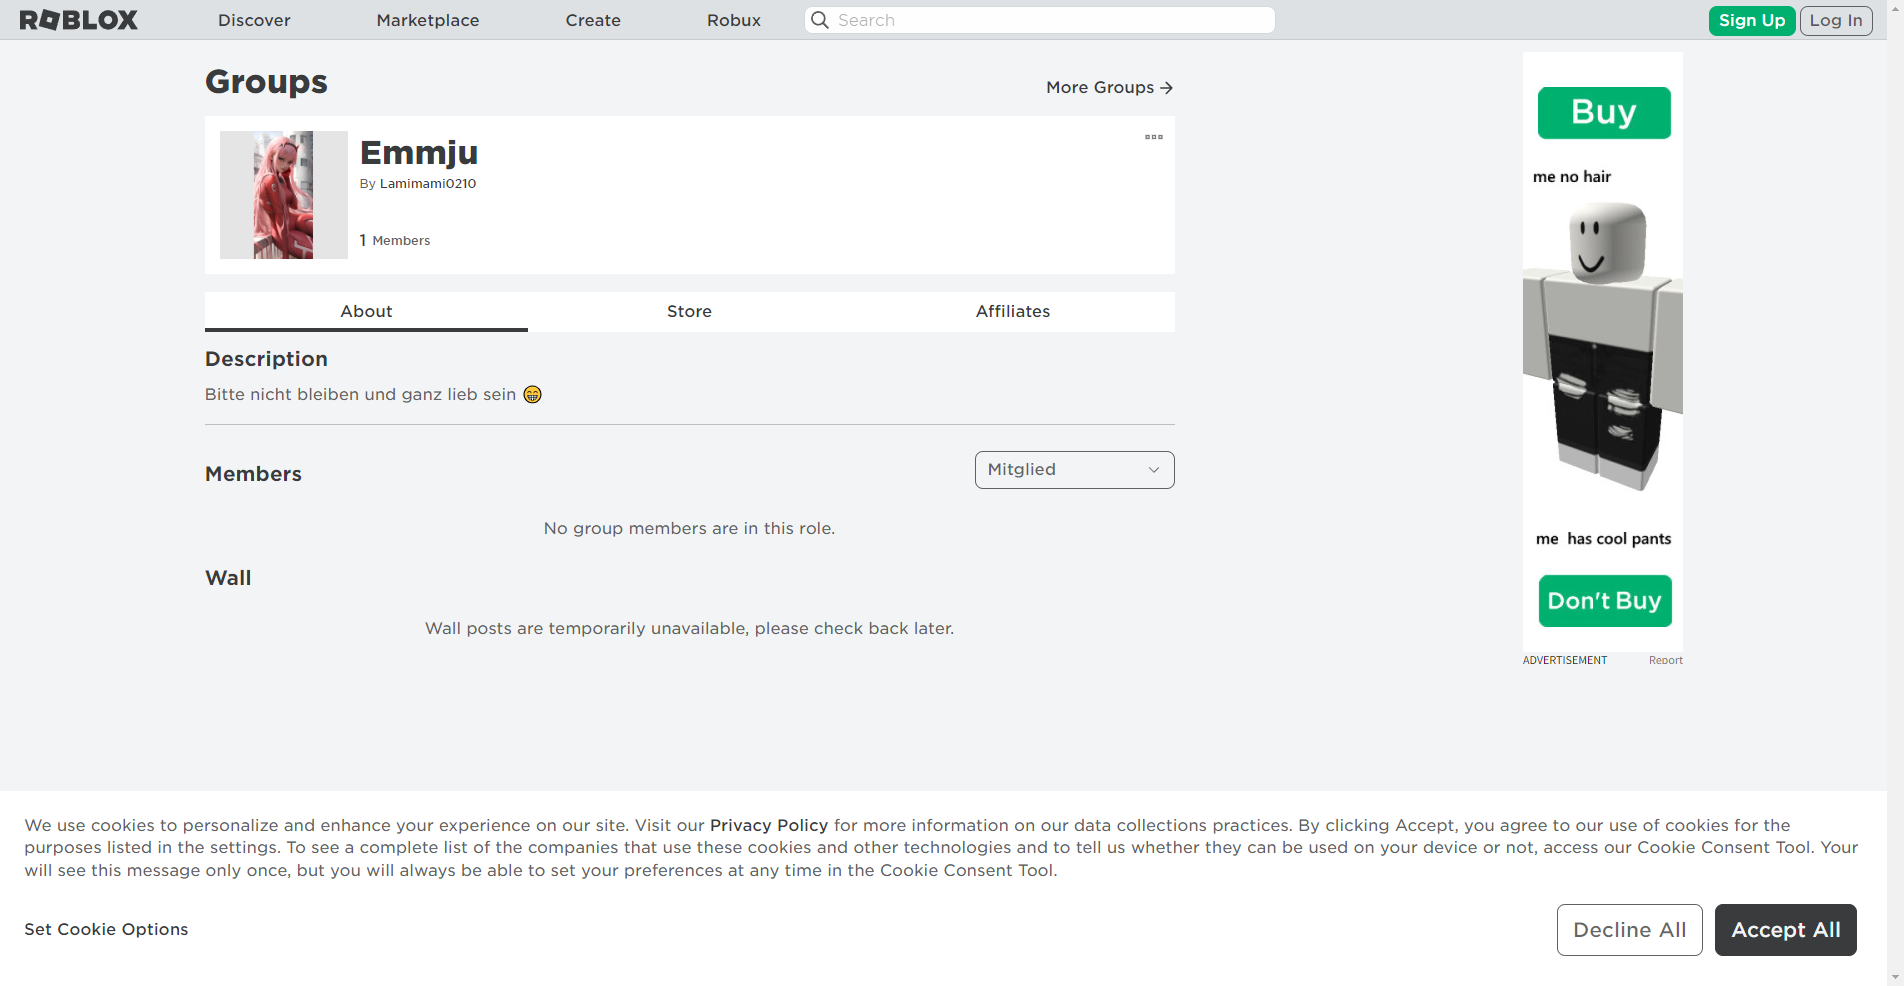 ROBLOX Discover Marketplace Create Robux Search Sign Up Log In
Groups
More Groups
Emmju
By Lamimami0210
1 Members
About Store Affiliates
Description
Bitte nicht bleiben und ganz lieb sein 😁
Members
Mitglied
No group members are in this role.
Wall
Wall posts are temporarily unavailable, please check back later.
Buy
me no hair
me has cool pants
Don't Buy
ADVERTISEMENT Report
We use cookies to personalize and enhance your experience on our site. Visit our Privacy Policy for more information on our data collections practices. By clicking Accept, you agree to our use of cookies for the
purposes listed in the settings. To see a complete list of the companies that use these cookies and other technologies and to tell us whether they can be used on your device or not, access our Cookie Consent Tool. Your
will see this message only once, but you will always be able to set your preferences at any time in the Cookie Consent Tool.
Set Cookie Options
Decline All
Accept All